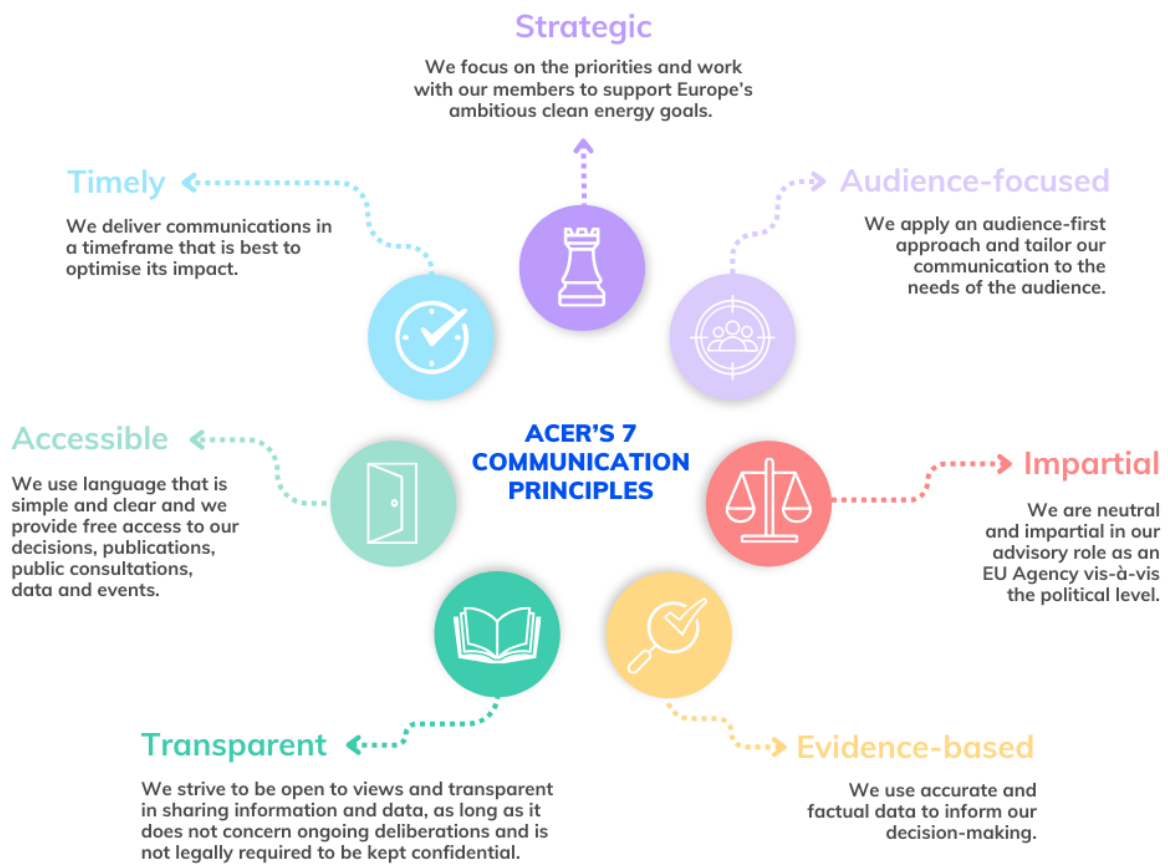 Strategic
We focus on the priorities and work
with our members to support Europe's
ambitious clean energy goals.
Timely
We deliver communications in
a timeframe that is best to
optimise its impact.
Audience-focused
We apply an audience-first
approach and tailor our
communication to the
needs of the audience.
ACER'S 7
COMMUNICATION
PRINCIPLES
Accessible
We use language that is
simple and clear and we
provide free access to our
decisions, publications,
public consultations,
data and events.
Impartial
We are neutral
and impartial in our
advisory role as an
EU Agency vis-à-vis
the political level.
Transparent
We strive to be open to views and transparent
in sharing information and data, as long as it
does not concern ongoing deliberations and is
not legally required to be kept confidential.
Evidence-based
We use accurate and
factual data to inform our
decision-making.